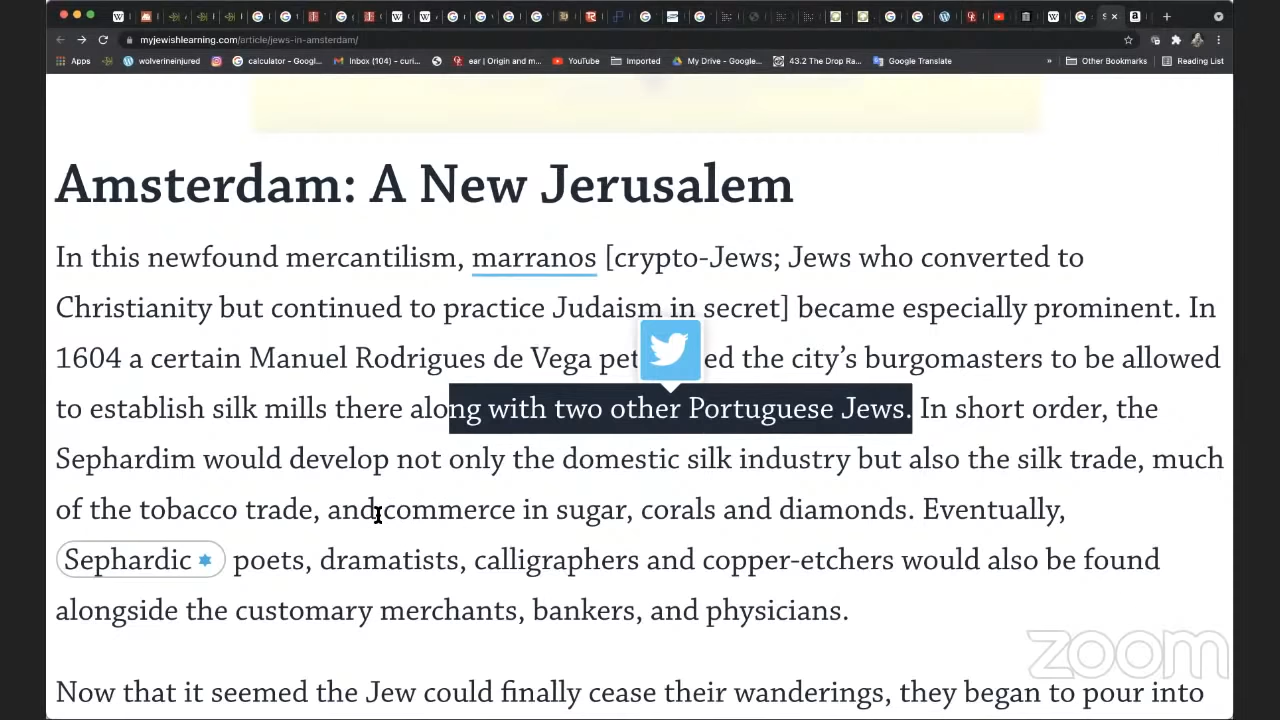 S
myjewishlearning.com/article/jews-in-amsterdam/
Apps wolverineinjured calculator - Googl... Inbox (104) - curi... ear | Origin and m... YouTube Imported My Drive - Google... 43.2 The Drop Ra... Google Translate » Other Bookmarks Reading List
Amsterdam: A New Jerusalem
In this newfound mercantilism, marranos [crypto-Jews; Jews who converted to
Christianity but continued to practice Judaism in secret] became especially prominent. In
1604 a certain Manuel Rodrigues de Vega pet ed the city’s burgomasters to be allowed
to establish silk mills there along with two other Portuguese Jews. In short order, the
Sephardim would develop not only the domestic silk industry but also the silk trade, much
of the tobacco trade, and commerce in sugar, corals and diamonds. Eventually,
Sephardic poets, dramatists, calligraphers and copper-etchers would also be found
alongside the customary merchants, bankers, and physicians.
zoom
Now that it seemed the Jew could finally cease their wanderings, they began to pour into